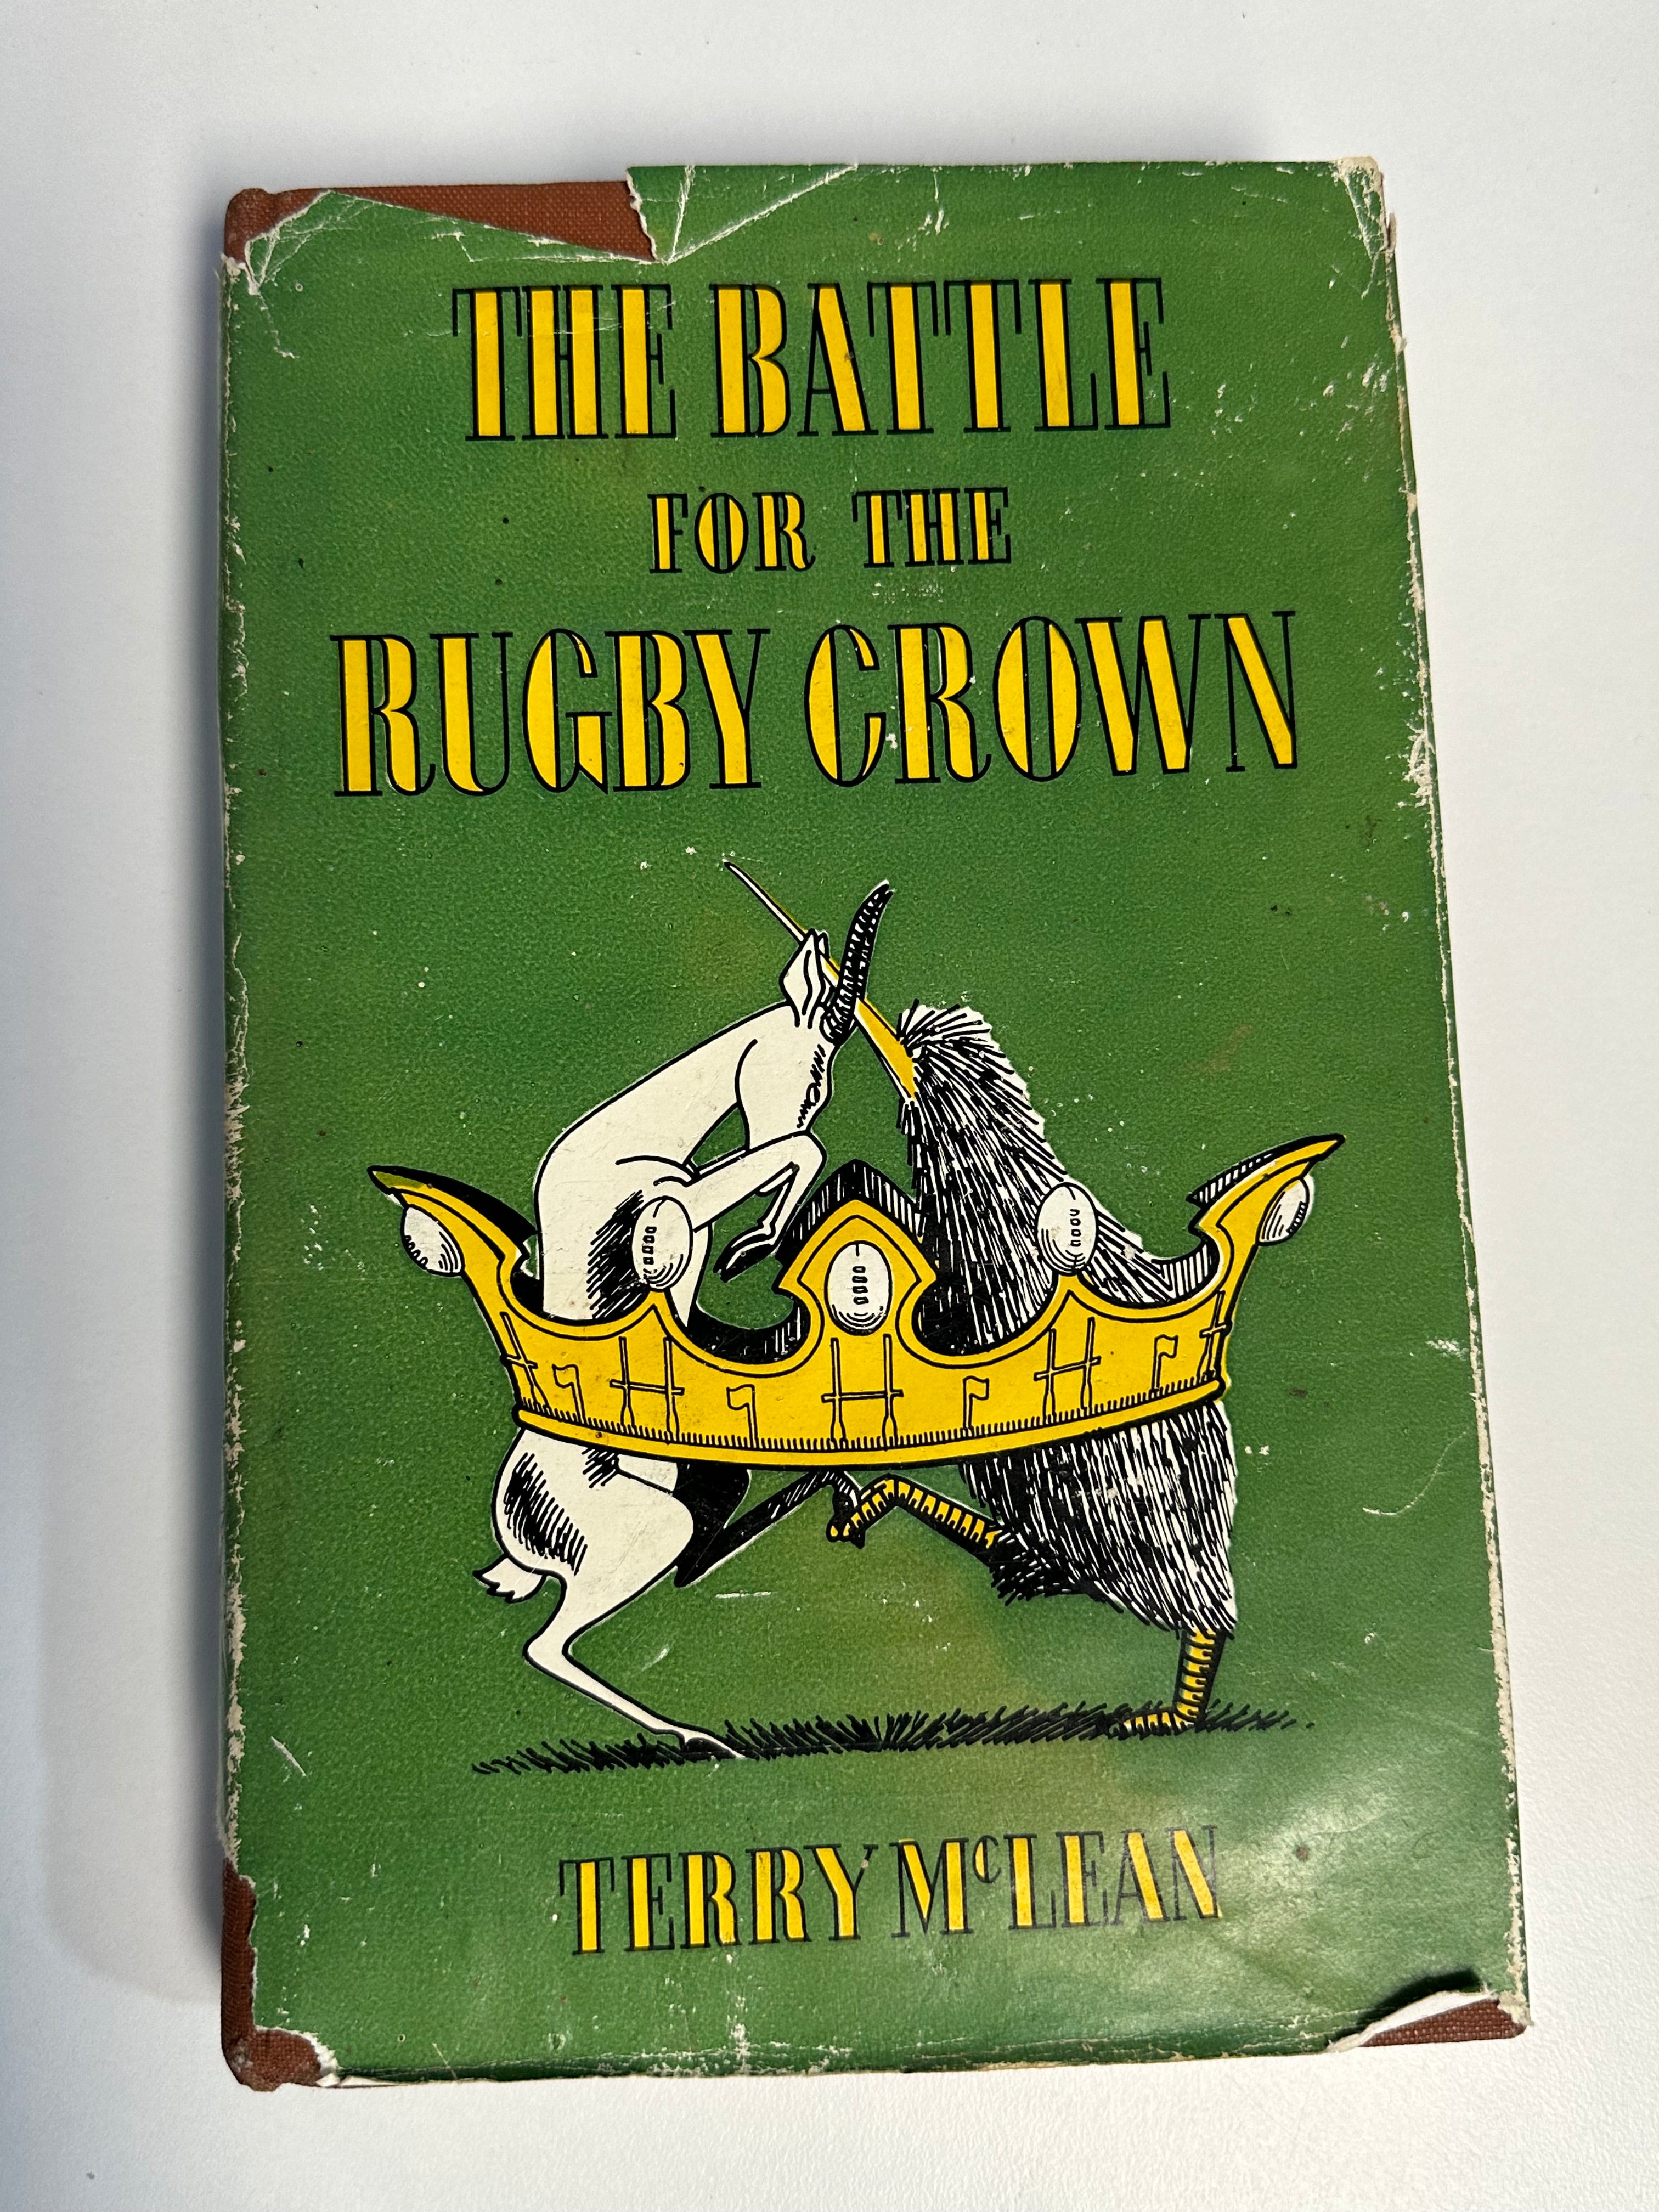 THE BATTLE
FOR THE
RUGBY CROWN
TERRY McLEAN